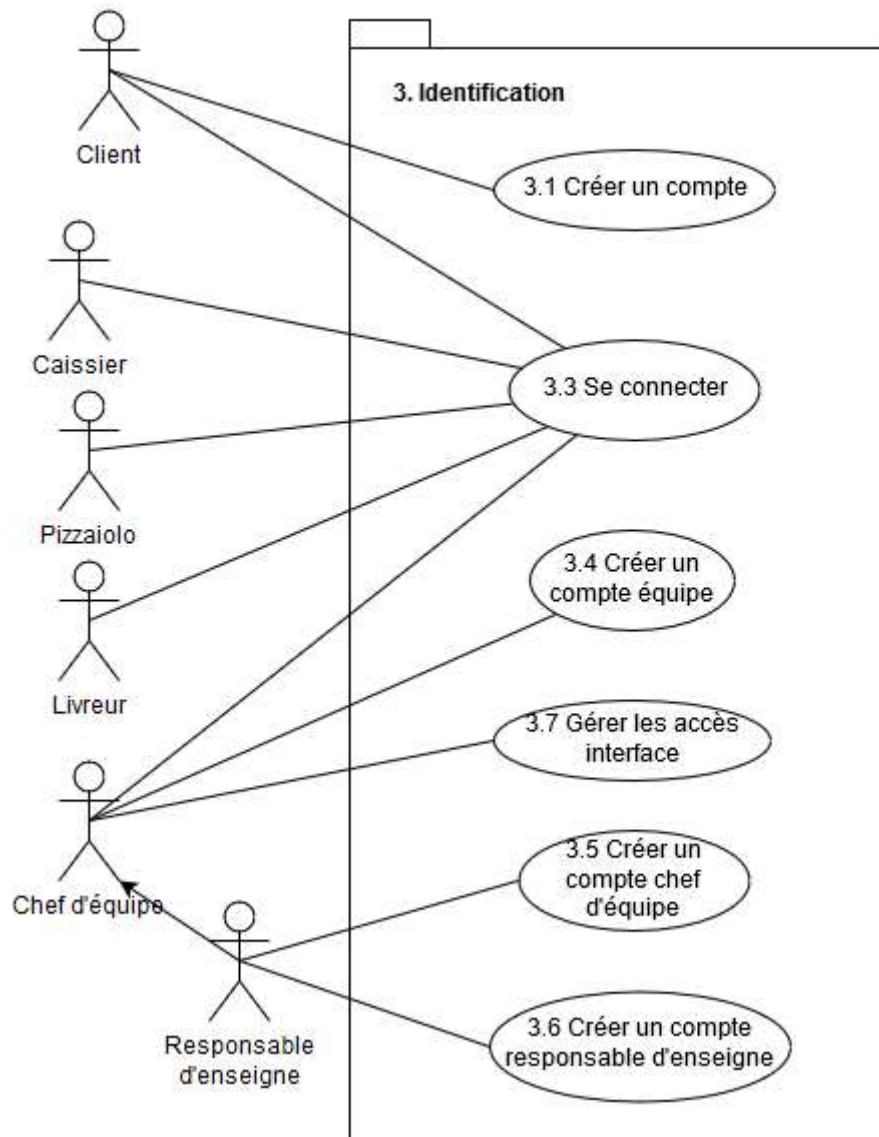 Client
3. Identification
3.1 Créer un compte
Caissier
3.3 Se connecter
Pizzaiolo
3.4 Créer un
compte équipe
Livreur
3.7 Gérer les accès
interface
Chef d'équipe
3.5 Créer un
compte chef
d'équipe
Responsable
d'enseigne
3.6 Créer un compte
responsable d'enseigne